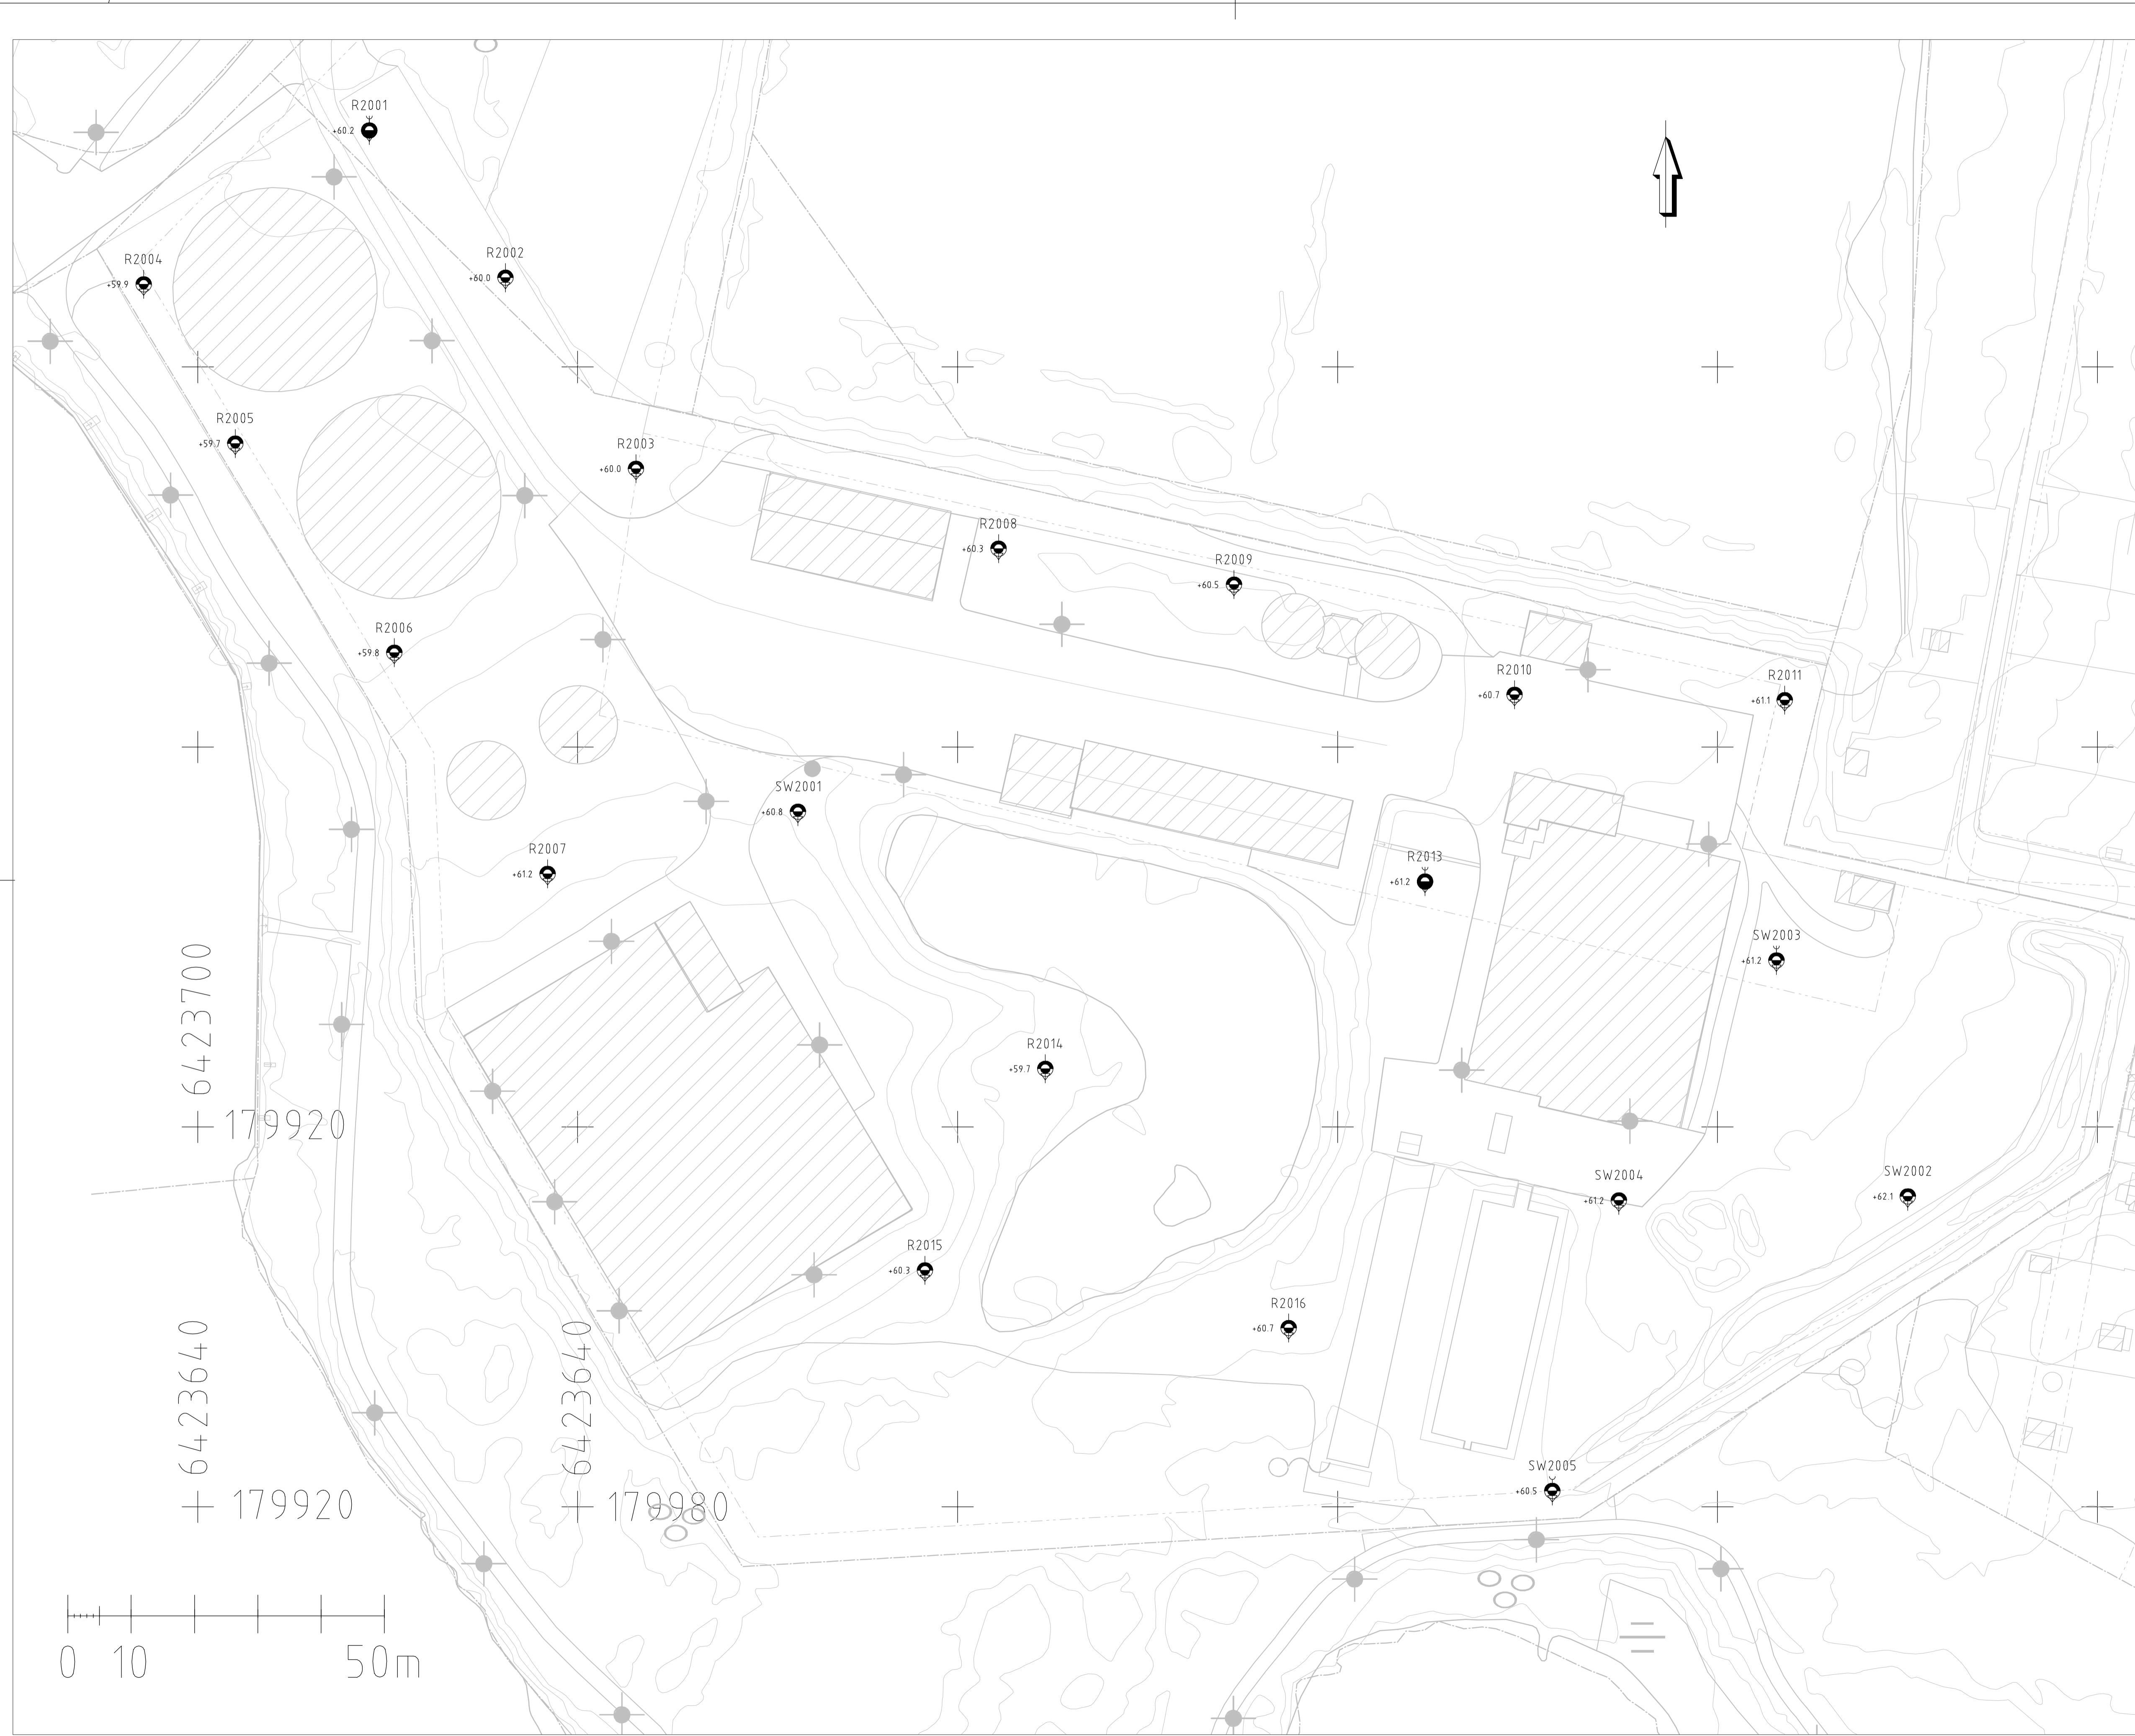 R2001
+60.2
R2002
+60.0
R2004
+59.9
R2005
+59.7
R2003
+60.0
R2008
+60.3
R2009
+60.5
R2006
+59.8
R2010
+60.7
R2011
+61.1
SW2001
+60.8
R2007
+61.2
R2013
+61.2
SW2003
+61.2
6423700
179920
R2014
+59.7
SW2004
+61.2
SW2002
+62.1
R2015
+60.3
R2016
+60.7
6423640
179920
6423640
179980
SW2005
+60.5
0 10 50m